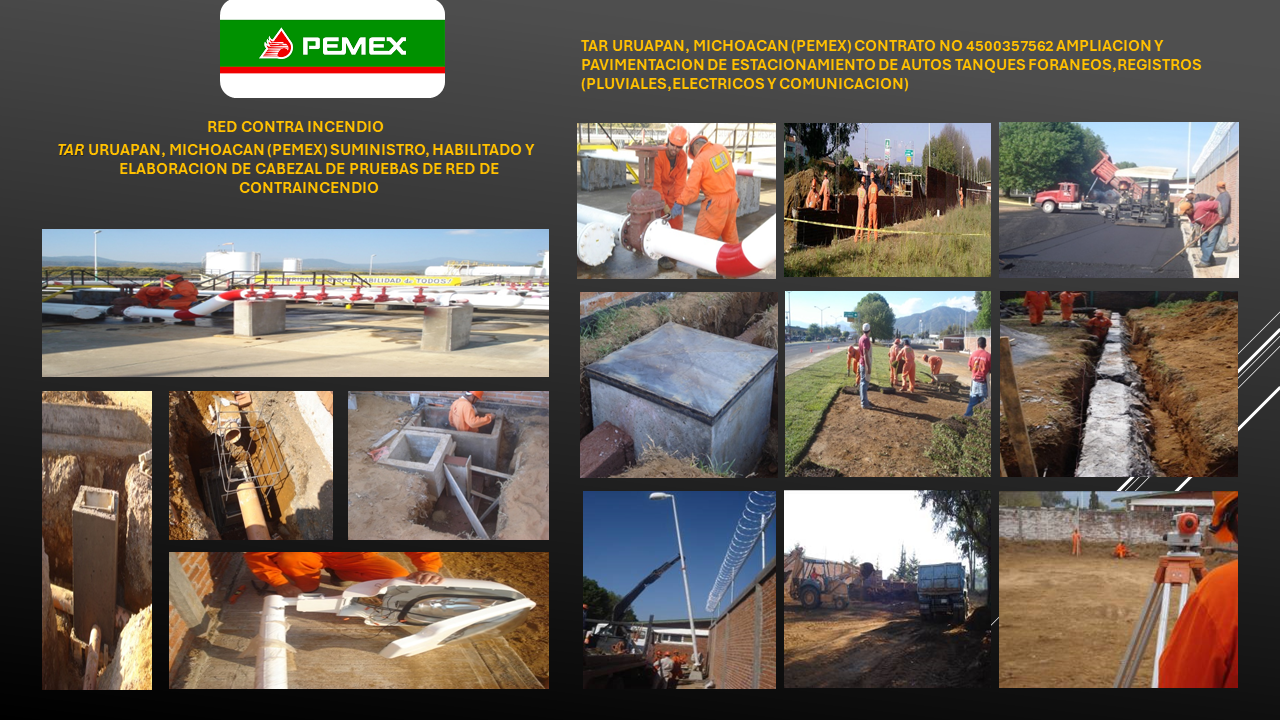 PEMEX
RED CONTRA INCENDIO
TAR URUAPAN, MICHOACAN (PEMEX) SUMINISTRO, HABILITADO Y
ELABORACION DE CABEZAL DE PRUEBAS DE RED DE
CONTRAINCENDIO
TAR URUAPAN, MICHOACAN (PEMEX) CONTRATO NO 4500357562 AMPLIACION Y
PAVIMENTACION DE ESTACIONAMIENTO DE AUTOS TANQUES FORANEOS,REGISTROS
(PLUVIALES,ELECTRICOS Y COMUNICACION)
de TODOS?